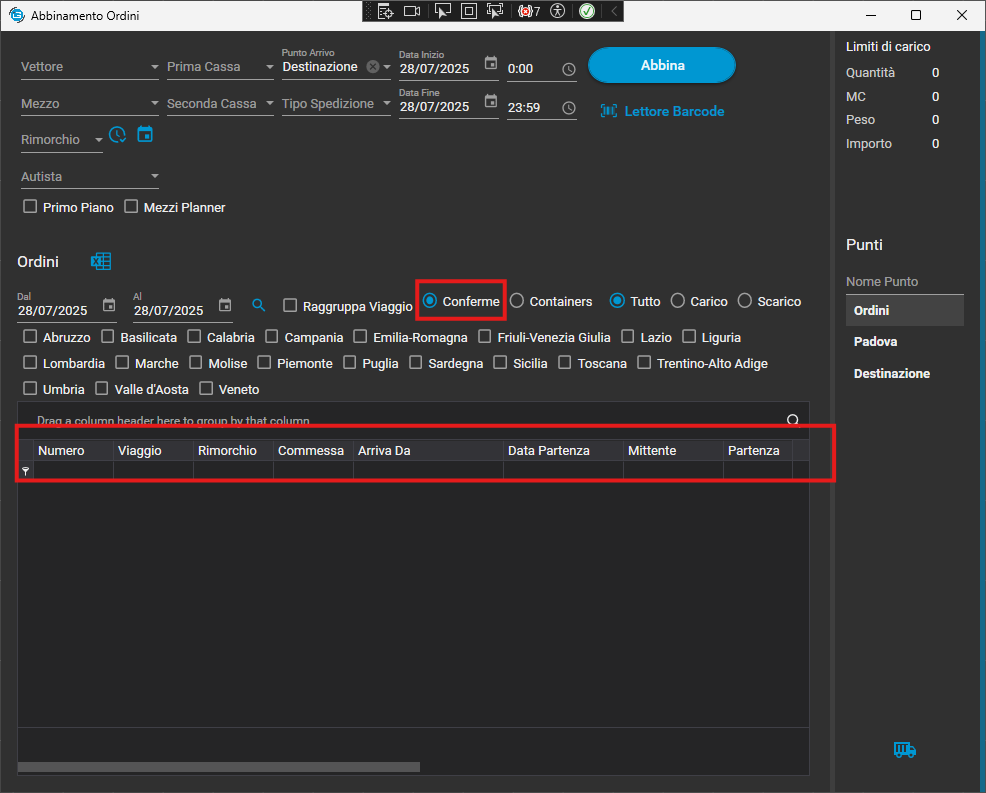 Abbinamento Ordini
7
Vettore
Prima Cassa
Punto Arrivo
Destinazione
Data Inizio
28/07/2025
0:00
Abbina
Mezzo
Seconda Cassa
Tipo Spedizione
Data Fine
28/07/2025
23:59
Lettore Barcode
Rimorchio
Autista
Primo Piano
Mezzi Planner
Limiti di carico
Quantità 0
MC 0
Peso 0
Importo 0
Ordini
Dal
28/07/2025
Al
28/07/2025
Raggruppa Viaggio
Conferme
Containers
Tutto
Carico
Scarico
Abruzzo Basilicata Calabria Campania Emilia-Romagna Friuli-Venezia Giulia Lazio Liguria
Lombardia Marche Molise Piemonte Puglia Sardegna Sicilia Toscana Trentino-Alto Adige
Umbria Valle d'Aosta Veneto
Drag a column header here to group by that column
Numero Viaggio Rimorchio Commessa Arriva Da Data Partenza Mittente Partenza
Punti
Nome Punto
Ordini
Padova
Destinazione